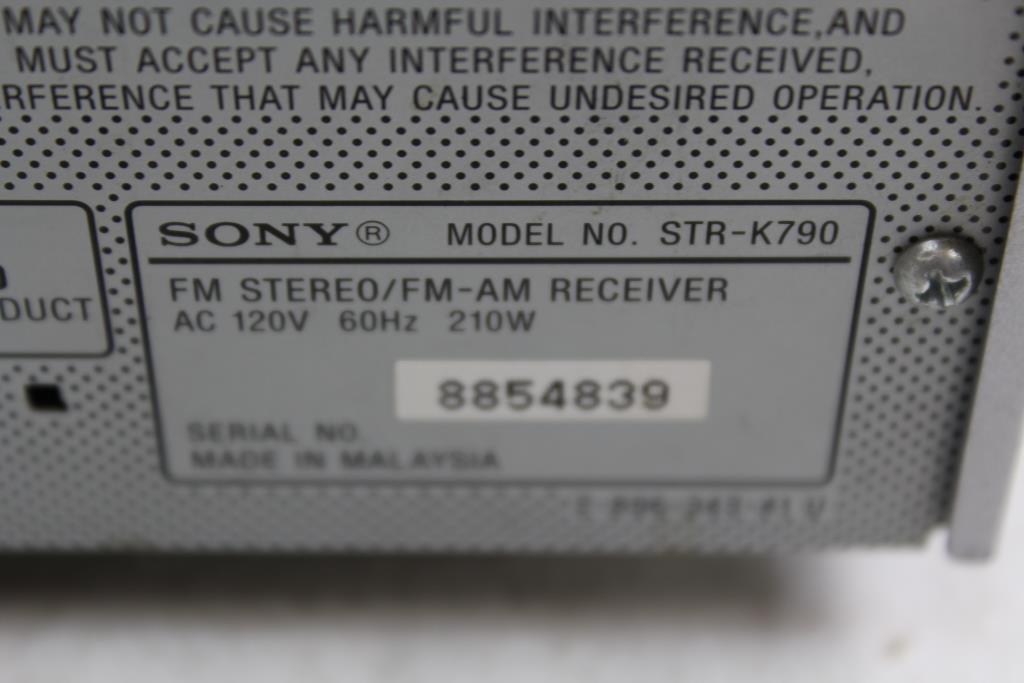 MAY NOT CAUSE HARMFUL INTERFERENCE,AND
MUST ACCEPT ANY INTERFERENCE RECEIVED,
RFERENCE THAT MAY CAUSE UNDESIRED OPERATION.
DUCT
SONY® MODEL NO. STR-K790
FM STEREO/FM-AM RECEIVER
AC 120V 60Hz 210W
8854839
SERIAL NO.
MADE IN MALAYSIA